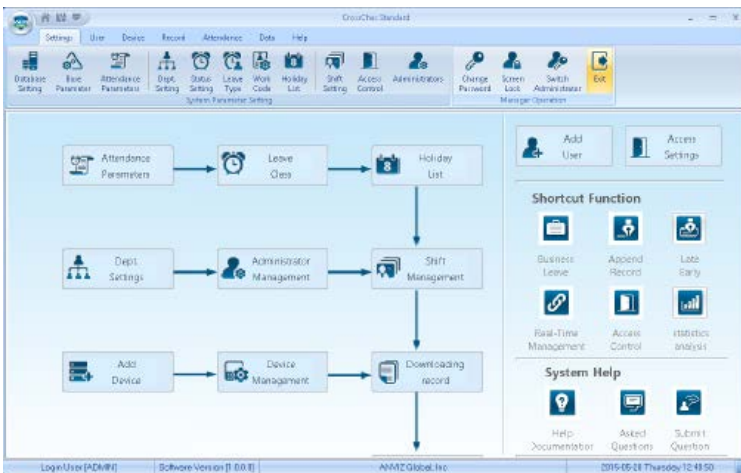 CrossChex Standard
Settings User Device Record Attendance Data Help
Database Setting
Base Parameter
Attendance Parameters
Dept. Setting
Status Setting
Leave Type
Work Code
Holiday List
Shift Setting
Access Control
Administrators
Change Password
Screen Lock
Switch Administrator
Exit
System Parameter Setting
Manager Operation
Attendance Parameters
Leave Class
Holiday List
Add User
Access Settings
Shortcut Function
Dept. Settings
Administrator Management
Shift Management
Business Leave
Append Record
Late Early
Real-Time Management
Access Control
statistics analysis
Add Device
Device Management
Downloading record
System Help
Help Documentation
Asked Questions
Submit Question
Login User [ADMIN]
Software Version [1.0.0.8]
ANVIZ Global, Inc
2015-05-28 Thursday 12:48:50